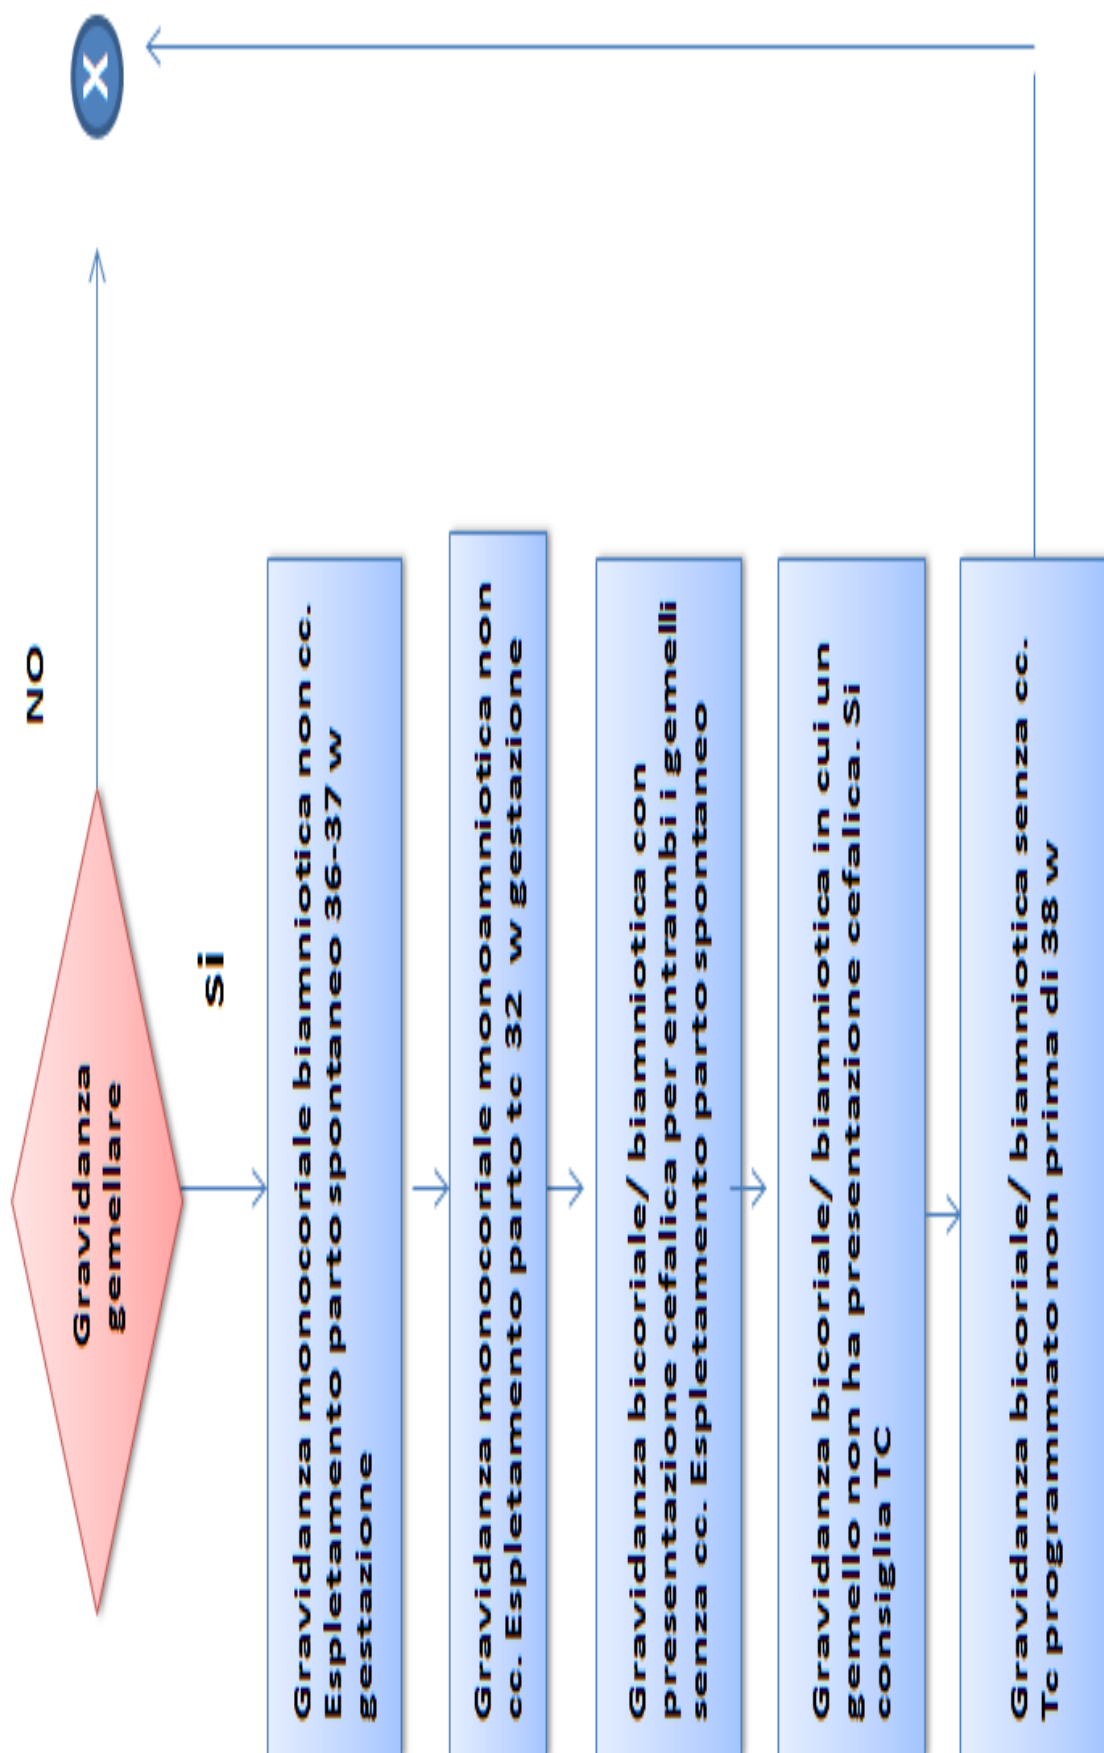 Gravidanza
gemellare
NO
si
X
Gravidanza monocoriale biamniotica non cc.
Espletamento parto spontaneo 36-37 w
gestazione
Gravidanza monocoriale monoamniotica non
cc. Espletamento parto tc 32 w gestazione
Gravidanza bicoriale/ biamniotica con
presentazione cefalica per entrambi i gemelli
senza cc. Espletamento parto spontaneo
Gravidanza bicoriale/ biamniotica in cui un
gemello non ha presentazione cefalica. Si
consiglia TC
Gravidanza bicoriale/ biamniotica senza cc.
Tc programmato non prima di 38 w